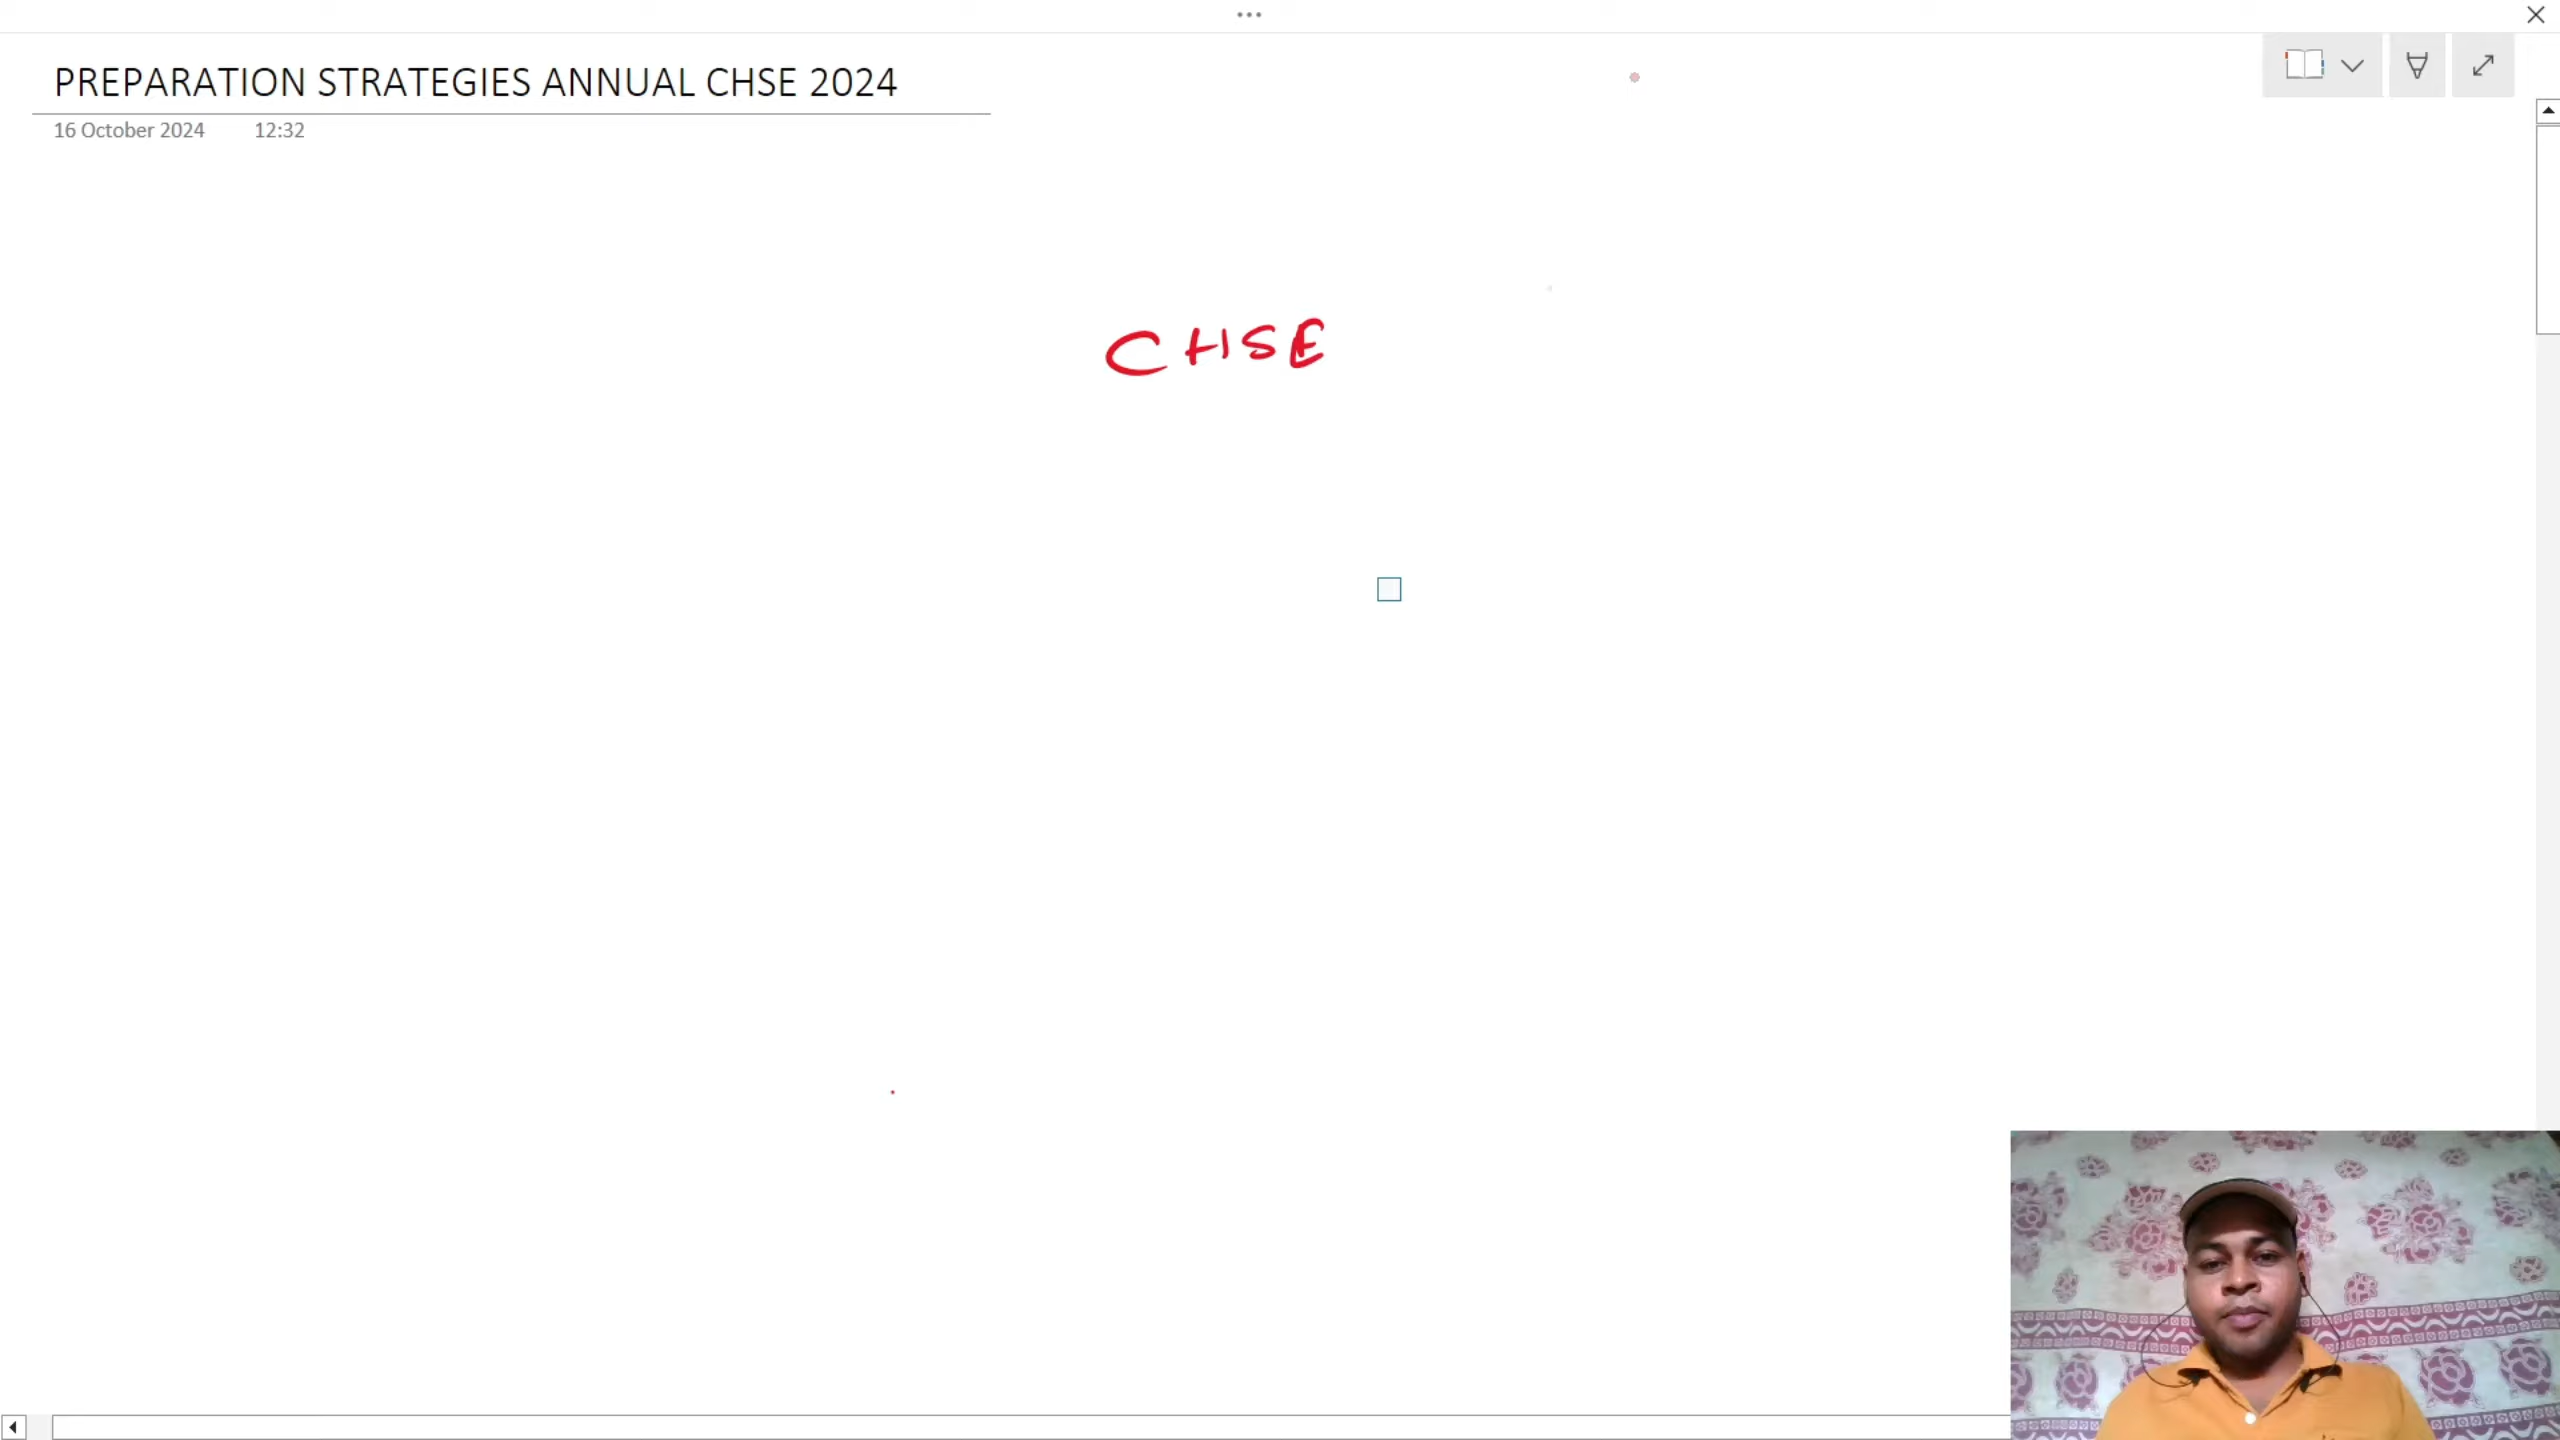 PREPARATION STRATEGIES ANNUAL CHSE 2024
16 October 2024 12:32
CHSE